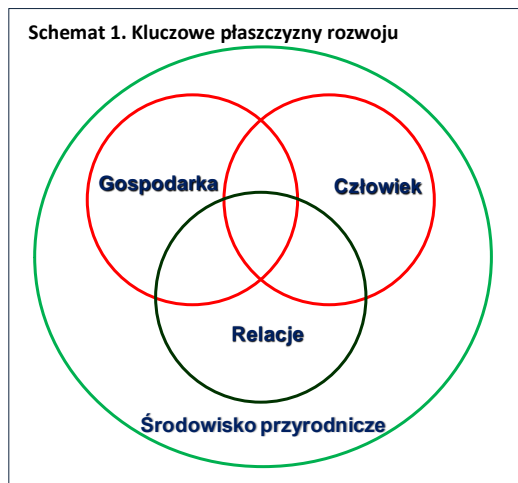 Schemat 1. Kluczowe płaszczyzny rozwoju
Gospodarka
Człowiek
Relacje
Środowisko przyrodnicze